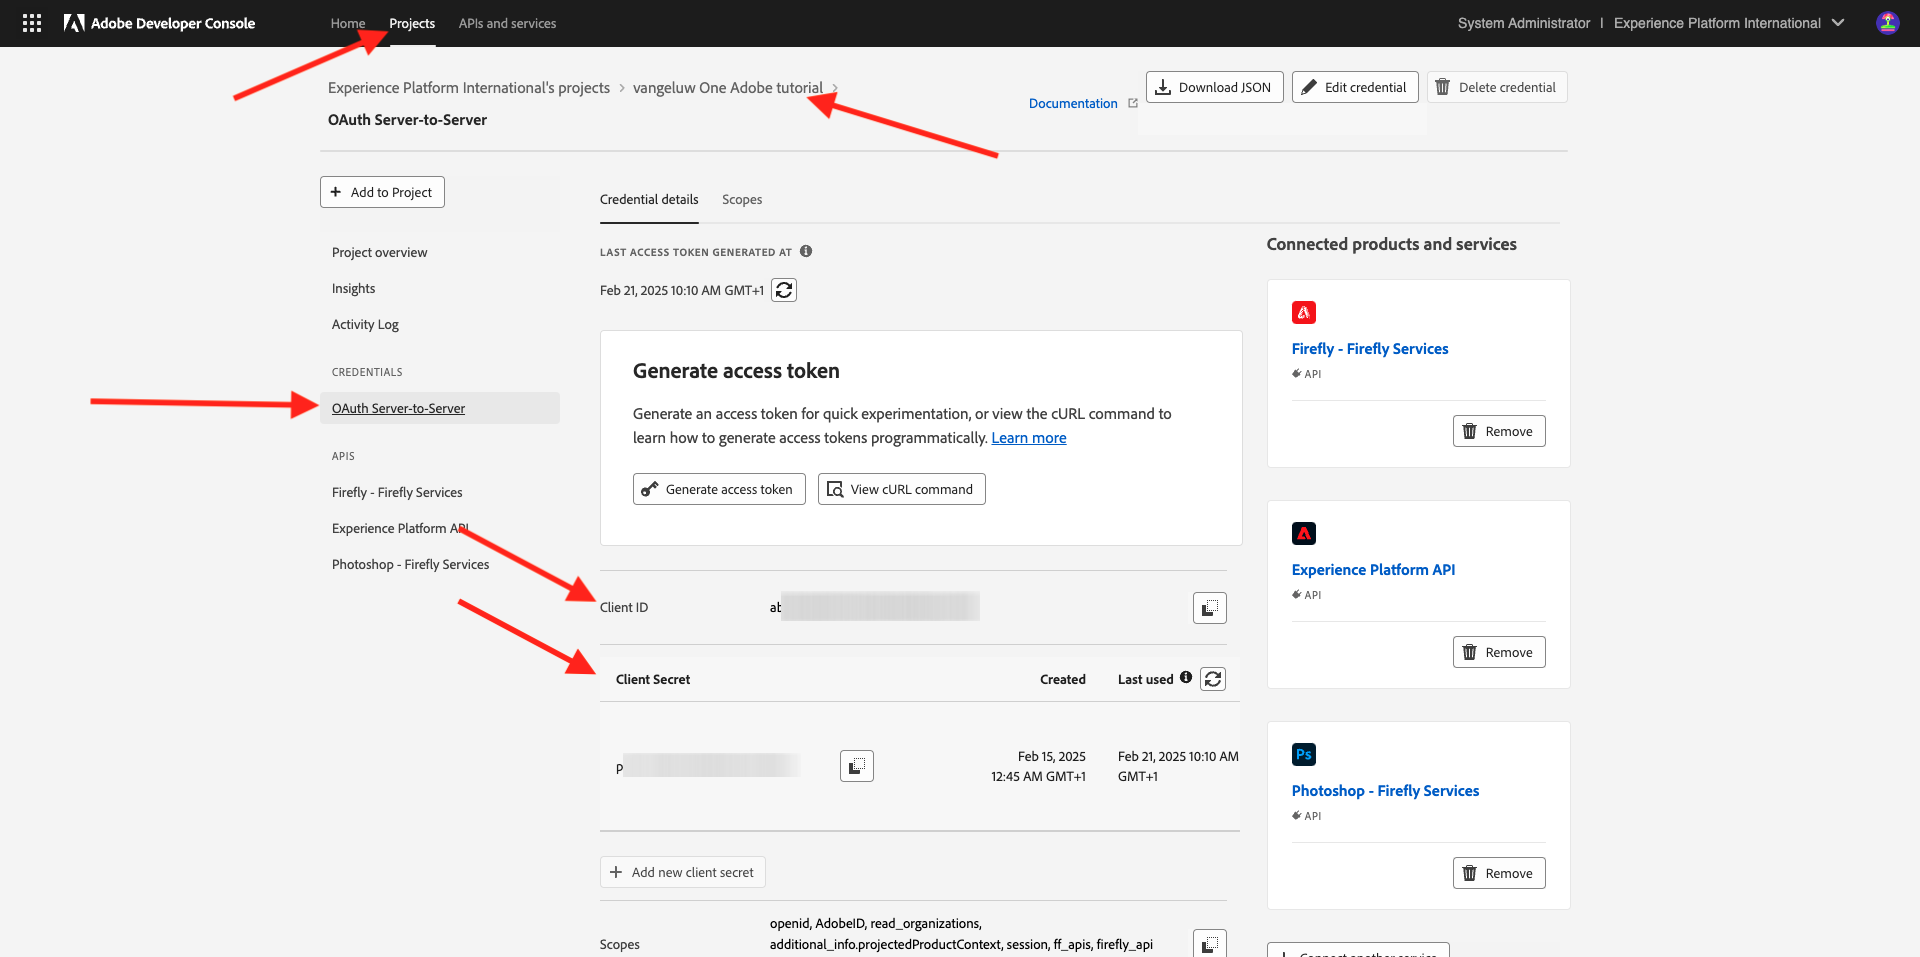 Adobe Developer Console
Home
Projects
APIs and services
System Administrator | Experience Platform International
Experience Platform International's projects > vangeluw One Adobe tutorial >
OAuth Server-to-Server
Documentation
Download JSON
Edit credential
Delete credential
+ Add to Project
Project overview
Insights
Activity Log
CREDENTIALS
OAuth Server-to-Server
APIS
Firefly - Firefly Services
Experience Platform API
Photoshop - Firefly Services
Credential details
Scopes
LAST ACCESS TOKEN GENERATED AT
Feb 21, 2025 10:10 AM GMT+1
Generate access token
Generate an access token for quick experimentation, or view the cURL command to
learn how to generate access tokens programmatically. Learn more
Generate access token
View cURL command
Client ID
Client Secret
Created
Last used
Feb 15, 2025
12:45 AM GMT+1
Feb 21, 2025 10:10 AM
GMT+1
+ Add new client secret
Scopes
openid, AdobeID, read_organizations,
additional_info.projectedProductContext, session, ff_apis, firefly_api
Connected products and services
Firefly - Firefly Services
API
Remove
Experience Platform API
API
Remove
Ps
Photoshop - Firefly Services
API
Remove